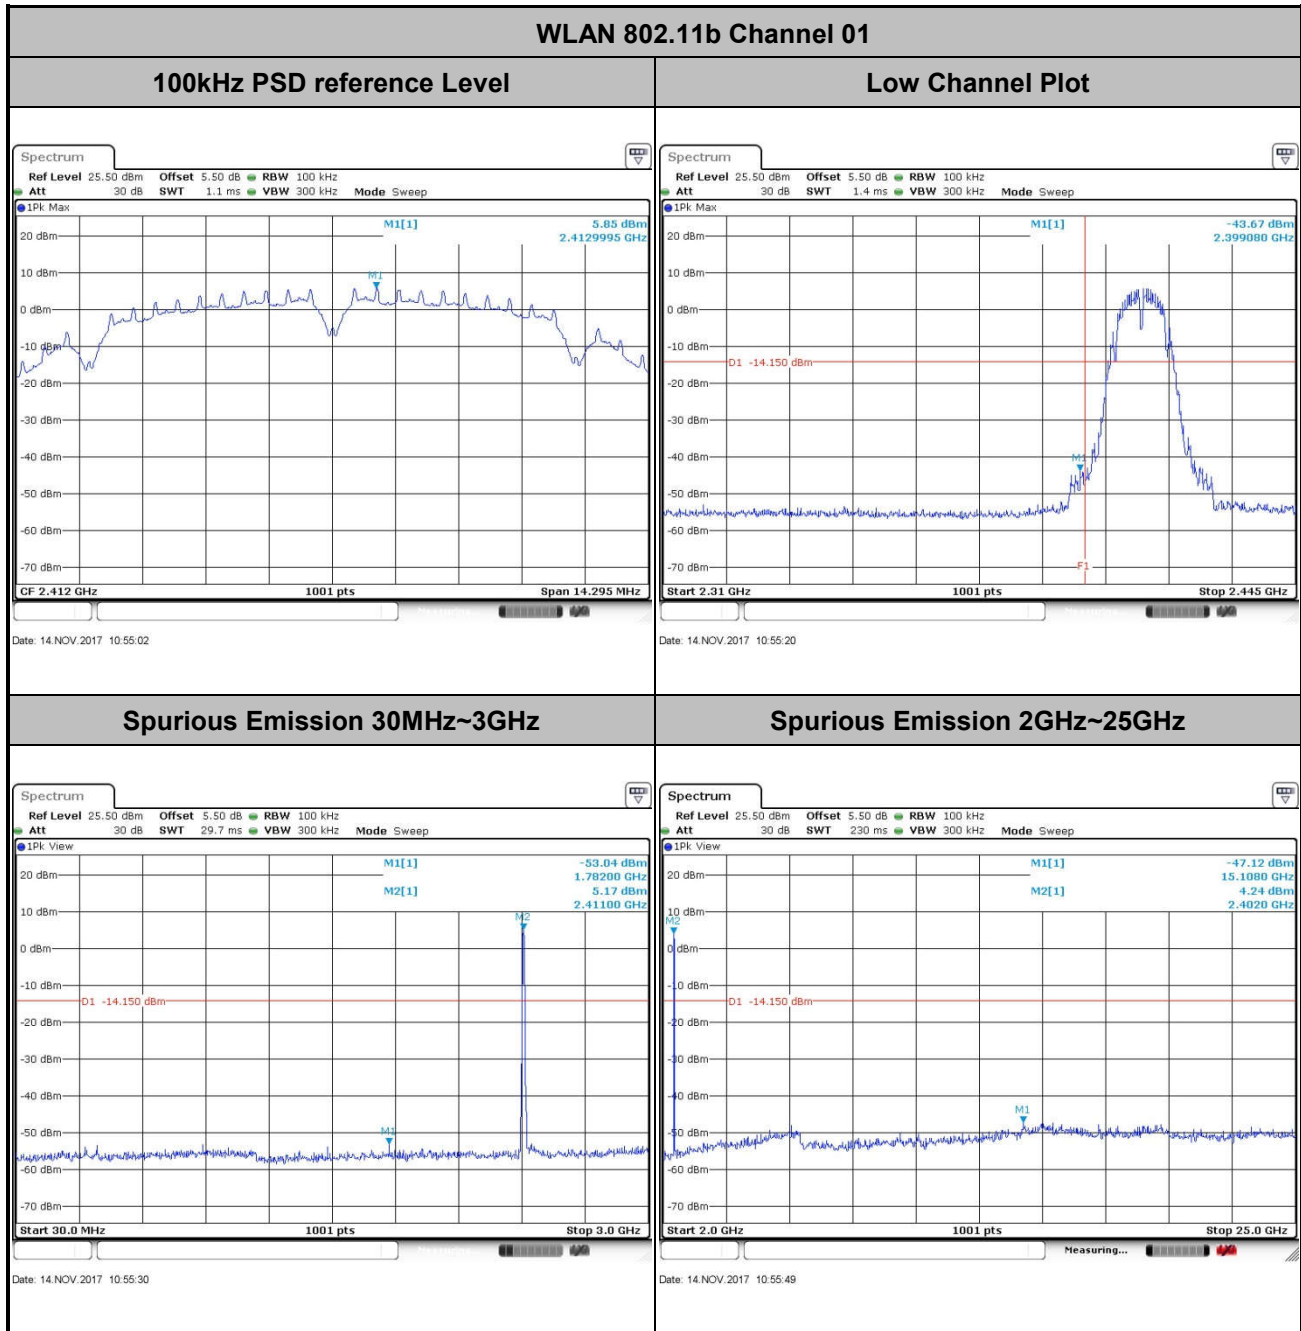 WLAN 802.11b Channel 01
100kHz PSD reference Level
Low Channel Plot
Spectrum
Ref Level 25.50 dBm Offset 5.50 dB RBW 100 kHz
Att 30 dB SWT 1.1 ms VBW 300 kHz Mode Sweep
1Pk Max
M1[1] 5.85 dBm
2.4129995 GHz
20 dBm
10 dBm
M1
0 dBm
-10 dBm
-20 dBm
-30 dBm
-40 dBm
-50 dBm
-60 dBm
-70 dBm
CF 2.412 GHz 1001 pts Span 14.295 MHz
Measuring...
Date: 14.NOV.2017 10:55:02
Spectrum
Ref Level 25.50 dBm Offset 5.50 dB RBW 100 kHz
Att 30 dB SWT 1.4 ms VBW 300 kHz Mode Sweep
1Pk Max
M1[1] -43.67 dBm
2.399080 GHz
20 dBm
10 dBm
0 dBm
-10 dBm
D1 -14.150 dBm
-20 dBm
-30 dBm
-40 dBm
M1
-50 dBm
-60 dBm
-70 dBm
F1
Start 2.31 GHz 1001 pts Stop 2.445 GHz
Measuring...
Date: 14.NOV.2017 10:55:20
Spurious Emission 30MHz~3GHz
Spurious Emission 2GHz~25GHz
Spectrum
Ref Level 25.50 dBm Offset 5.50 dB RBW 100 kHz
Att 30 dB SWT 29.7 ms VBW 300 kHz Mode Sweep
1Pk View
M1[1] -53.04 dBm
1.78200 GHz
M2[1] 5.17 dBm
2.41100 GHz
20 dBm
10 dBm
M2
0 dBm
-10 dBm
D1 -14.150 dBm
-20 dBm
-30 dBm
-40 dBm
-50 dBm
M1
-60 dBm
-70 dBm
Start 30.0 MHz 1001 pts Stop 3.0 GHz
Measuring...
Date: 14.NOV.2017 10:55:30
Spectrum
Ref Level 25.50 dBm Offset 5.50 dB RBW 100 kHz
Att 30 dB SWT 230 ms VBW 300 kHz Mode Sweep
1Pk View
M1[1] -47.12 dBm
15.1080 GHz
M2[1] 4.24 dBm
2.4020 GHz
20 dBm
10 dBm
M2
0 dBm
-10 dBm
D1 -14.150 dBm
-20 dBm
-30 dBm
-40 dBm
M1
-50 dBm
-60 dBm
-70 dBm
Start 2.0 GHz 1001 pts Stop 25.0 GHz
Measuring...
Date: 14.NOV.2017 10:55:49